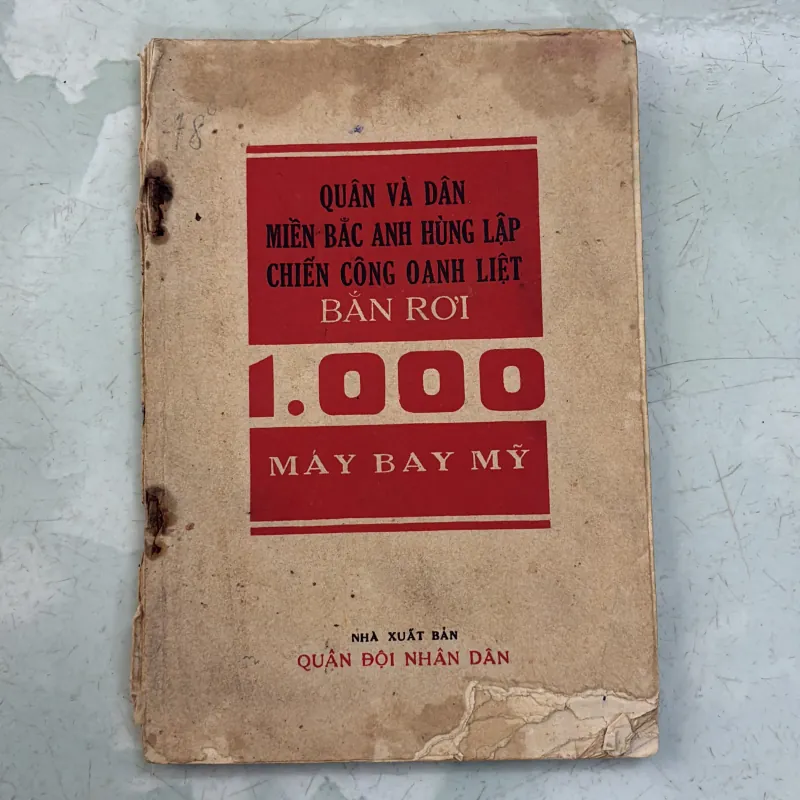 78
QUÂN VÀ DÂN
MIỀN BẮC ANH HÙNG LẬP
CHIẾN CÔNG OANH LIỆT
BẮN RƠI
1.000
MÁY BAY MỸ
NHÀ XUẤT BẢN
QUÂN ĐỘI NHÂN DÂN